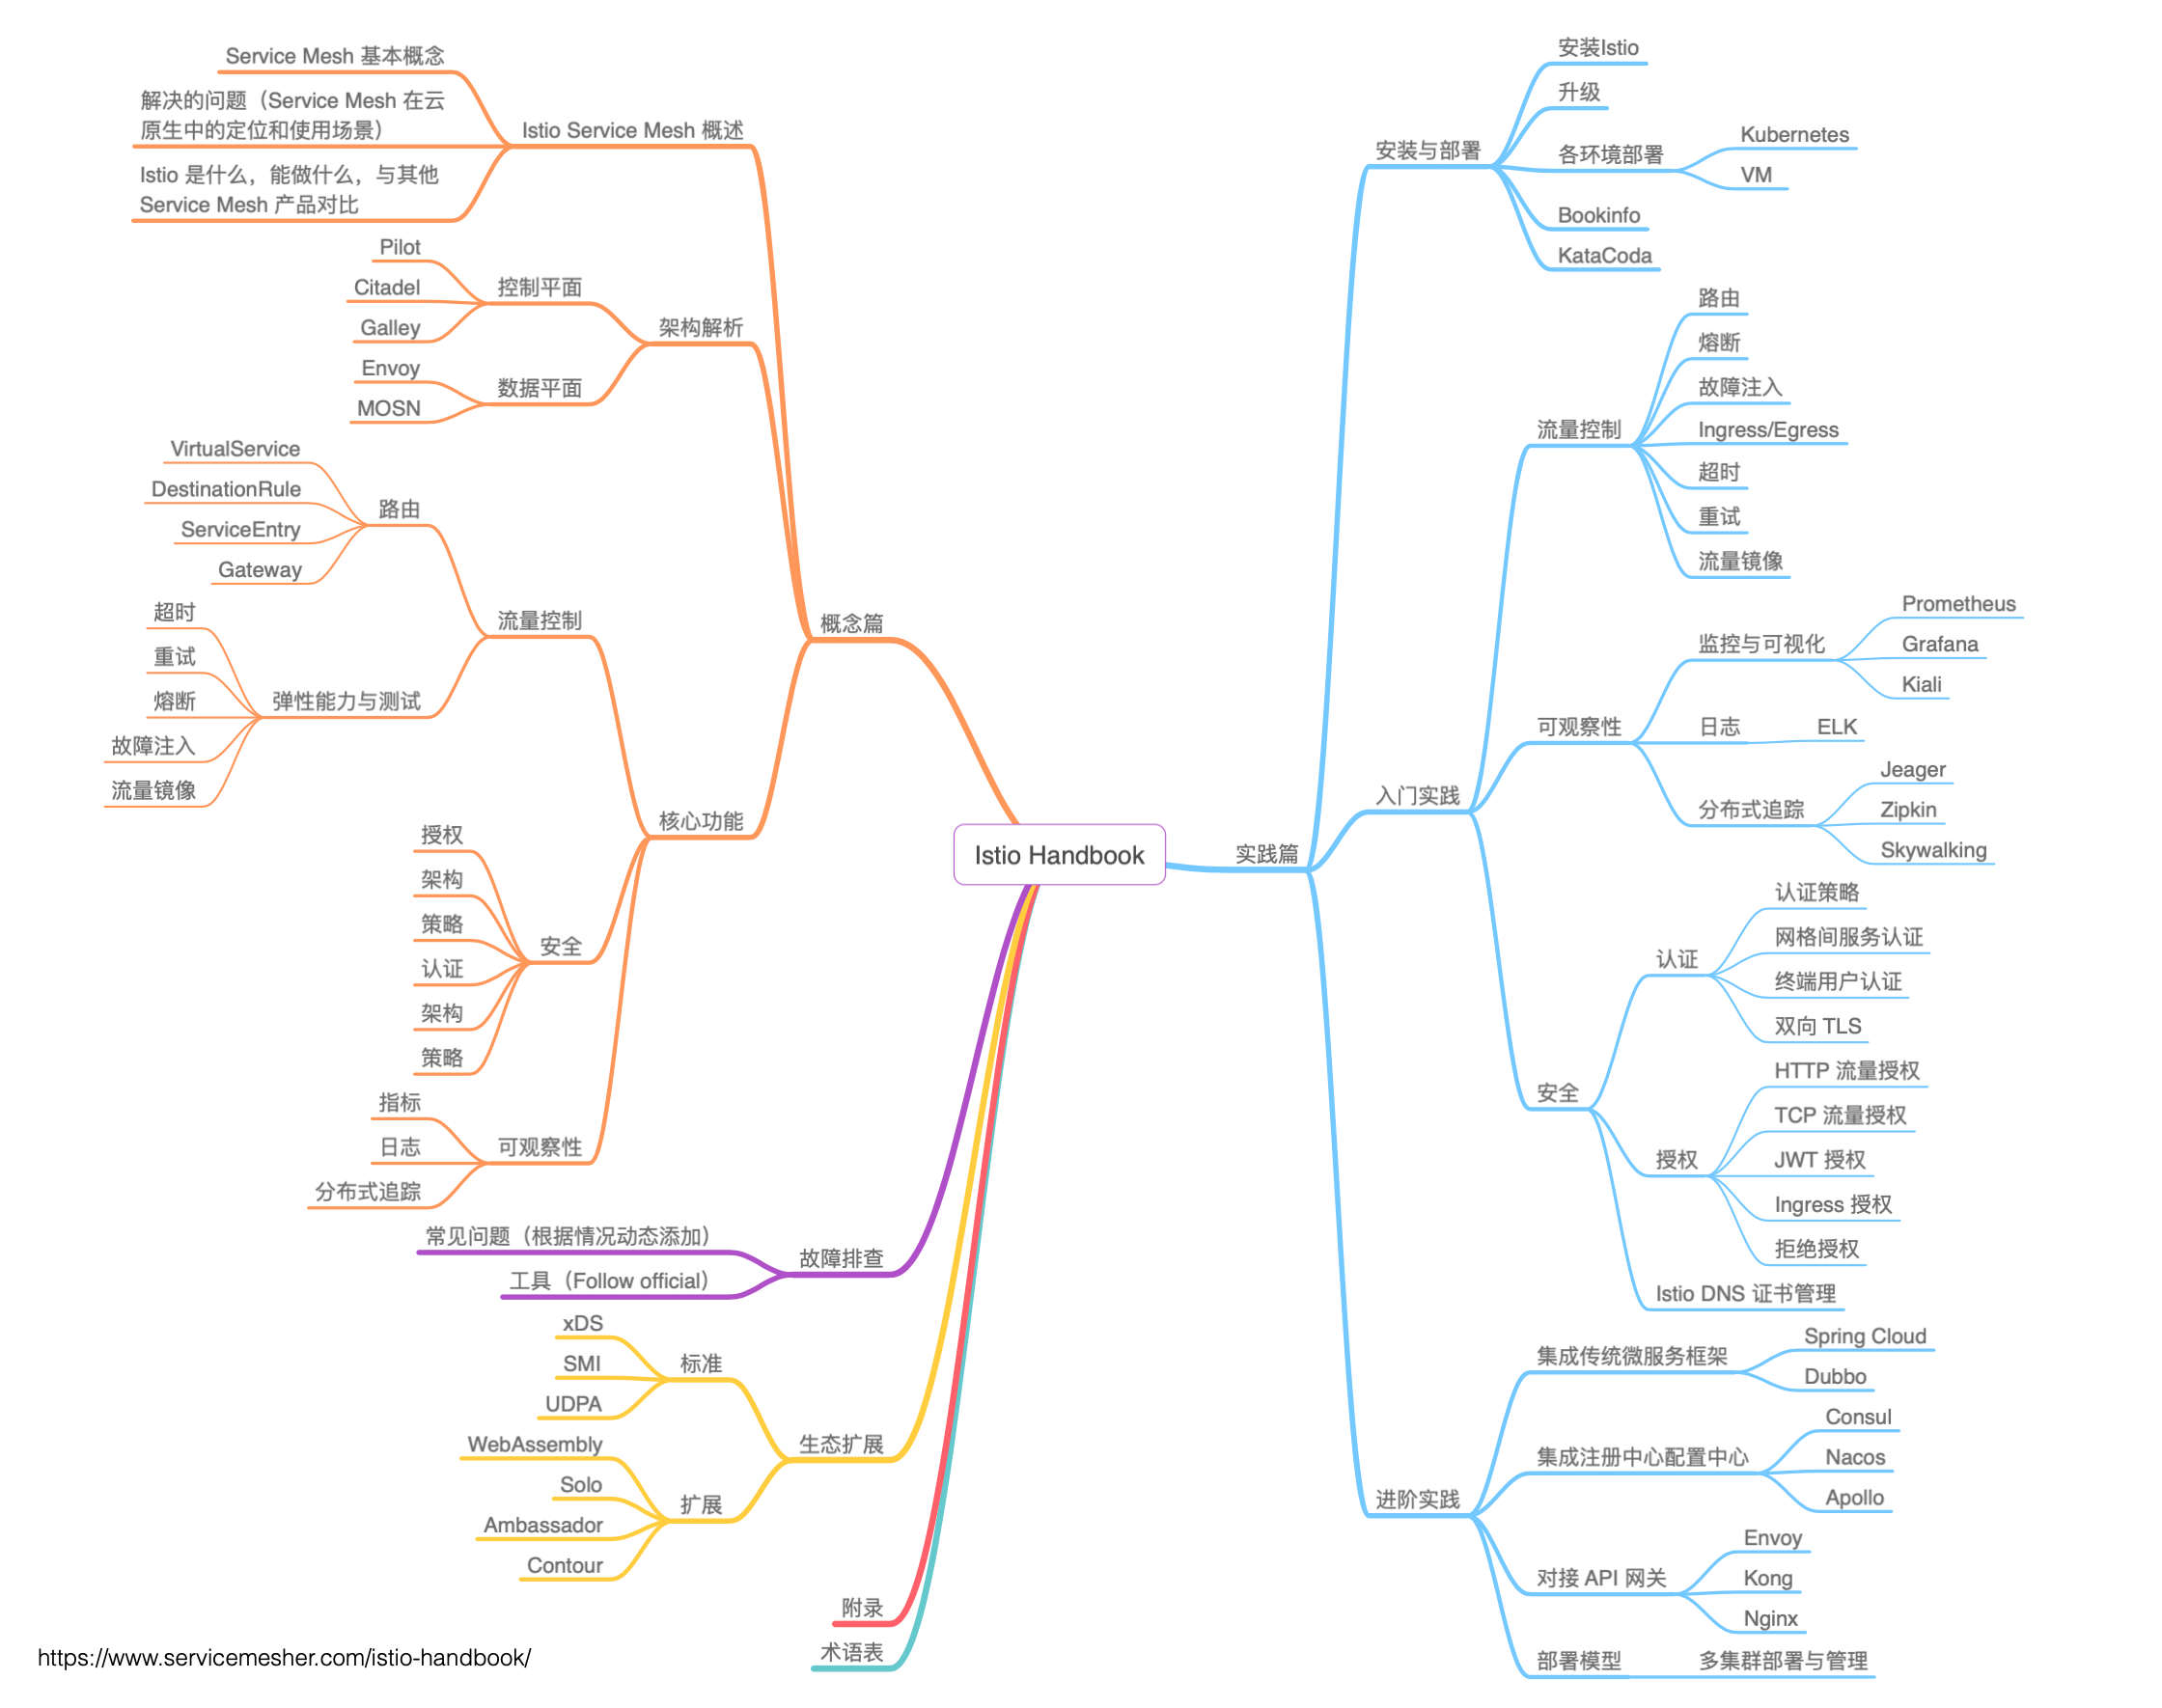 Istio Handbook
概念篇
Istio Service Mesh 概述
Service Mesh 基本概念
解决的问题（Service Mesh 在云
原生中的定位和使用场景）
Istio 是什么，能做什么，与其他
Service Mesh 产品对比
架构解析
控制平面
Pilot
Citadel
Galley
数据平面
Envoy
MOSN
核心功能
流量控制
路由
VirtualService
DestinationRule
ServiceEntry
Gateway
弹性能力与测试
超时
重试
熔断
故障注入
流量镜像
安全
授权
架构
策略
认证
架构
策略
可观察性
指标
日志
分布式追踪
故障排查
常见问题（根据情况动态添加）
工具（Follow official）
生态扩展
标准
xDS
SMI
UDPA
扩展
WebAssembly
Solo
Ambassador
Contour
附录
术语表
实践篇
安装与部署
安装Istio
升级
各环境部署
Kubernetes
VM
Bookinfo
KataCoda
入门实践
流量控制
路由
熔断
故障注入
Ingress/Egress
超时
重试
流量镜像
可观察性
监控与可视化
Prometheus
Grafana
Kiali
日志
ELK
分布式追踪
Jeager
Zipkin
Skywalking
安全
认证
认证策略
网格间服务认证
终端用户认证
双向 TLS
授权
HTTP 流量授权
TCP 流量授权
JWT 授权
Ingress 授权
拒绝授权
Istio DNS 证书管理
进阶实践
集成传统微服务框架
Spring Cloud
Dubbo
集成注册中心配置中心
Consul
Nacos
Apollo
对接 API 网关
Envoy
Kong
Nginx
部署模型
多集群部署与管理
https://www.servicemesher.com/istio-handbook/